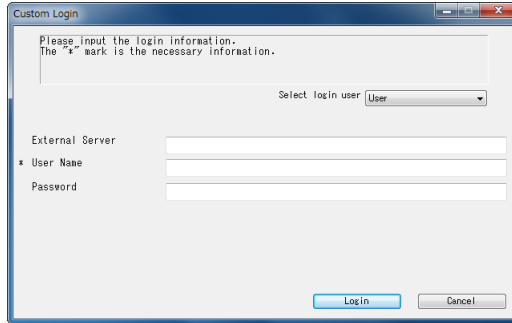 Custom Login
Please input the login information.
The "*" mark is the necessary information.
Select login user User
External Server
* User Name
Password
Login Cancel